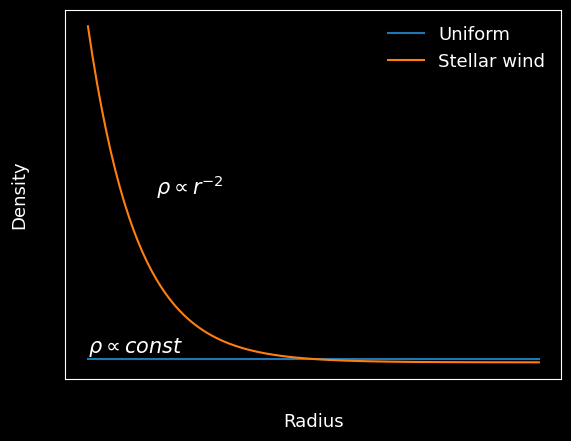 Uniform
Stellar wind
ρ ∝ r⁻²
ρ ∝ const
Density
Radius